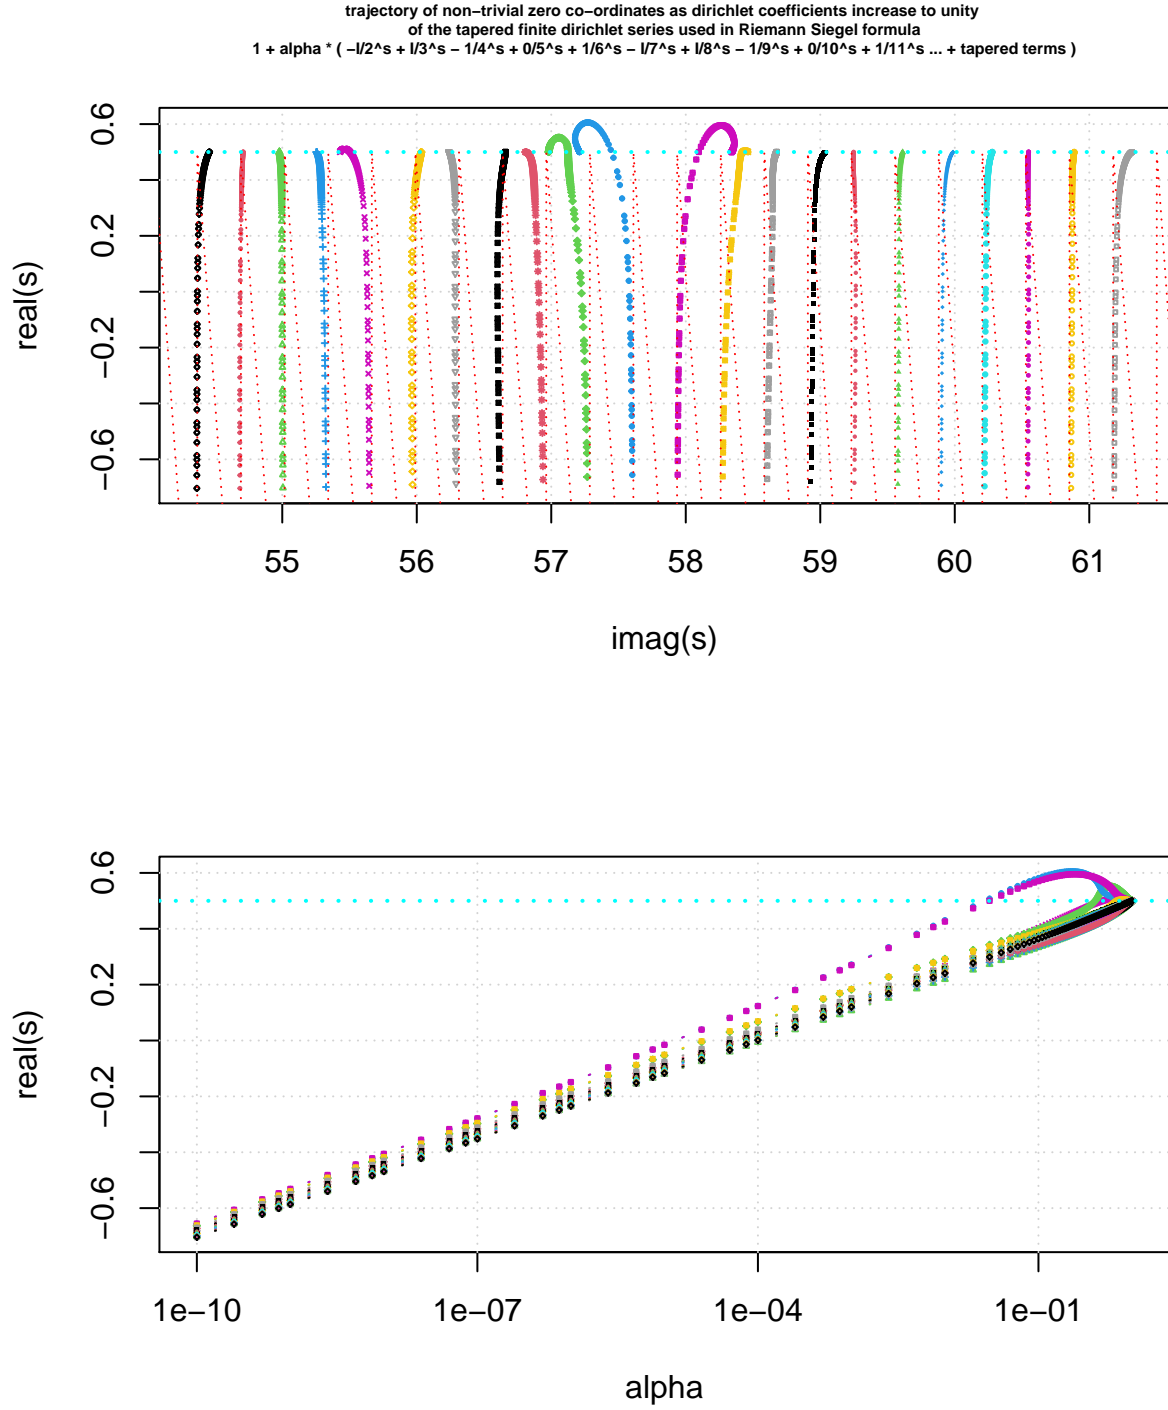 trajectory of non−trivial zero co−ordinates as dirichlet coefficients increase to unity
of the tapered finite dirichlet series used in Riemann Siegel formula
1 + alpha * ( −I/2^s + I/3^s − 1/4^s + 0/5^s + 1/6^s − I/7^s + I/8^s − 1/9^s + 0/10^s + 1/11^s ... + tapered terms )
0.6
0.2
−0.2
−0.6
real(s)
55 56 57 58 59 60 61
imag(s)
0.6
0.2
−0.2
−0.6
real(s)
1e−10 1e−07 1e−04 1e−01
alpha